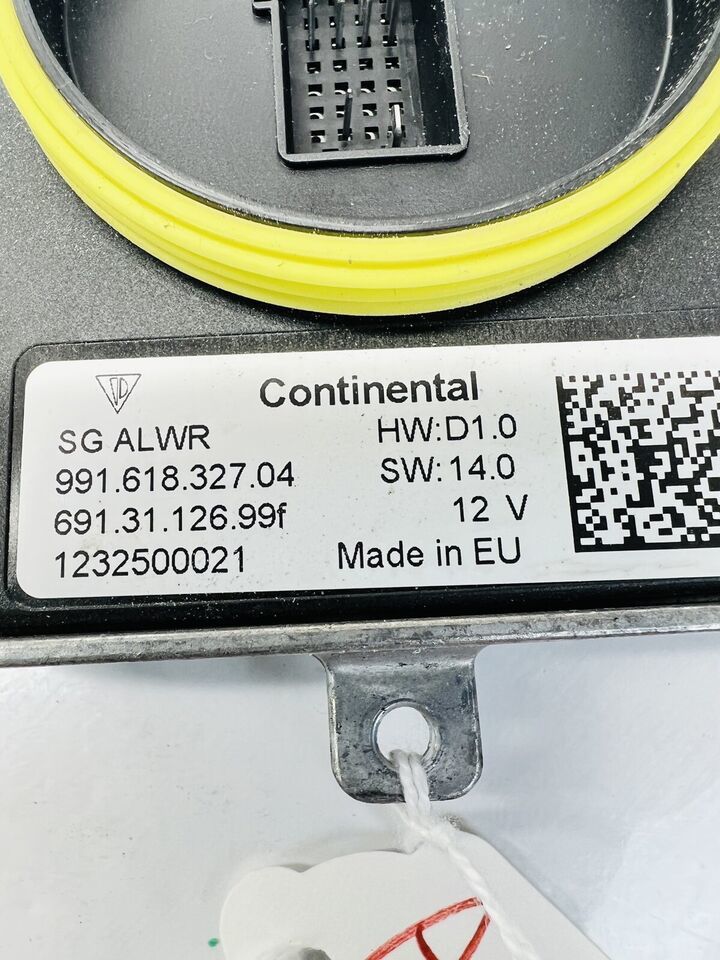 Continental
SG ALWR HW:D1.0
991.618.327.04 SW:14.0
691.31.126.99f 12 V
1232500021 Made in EU